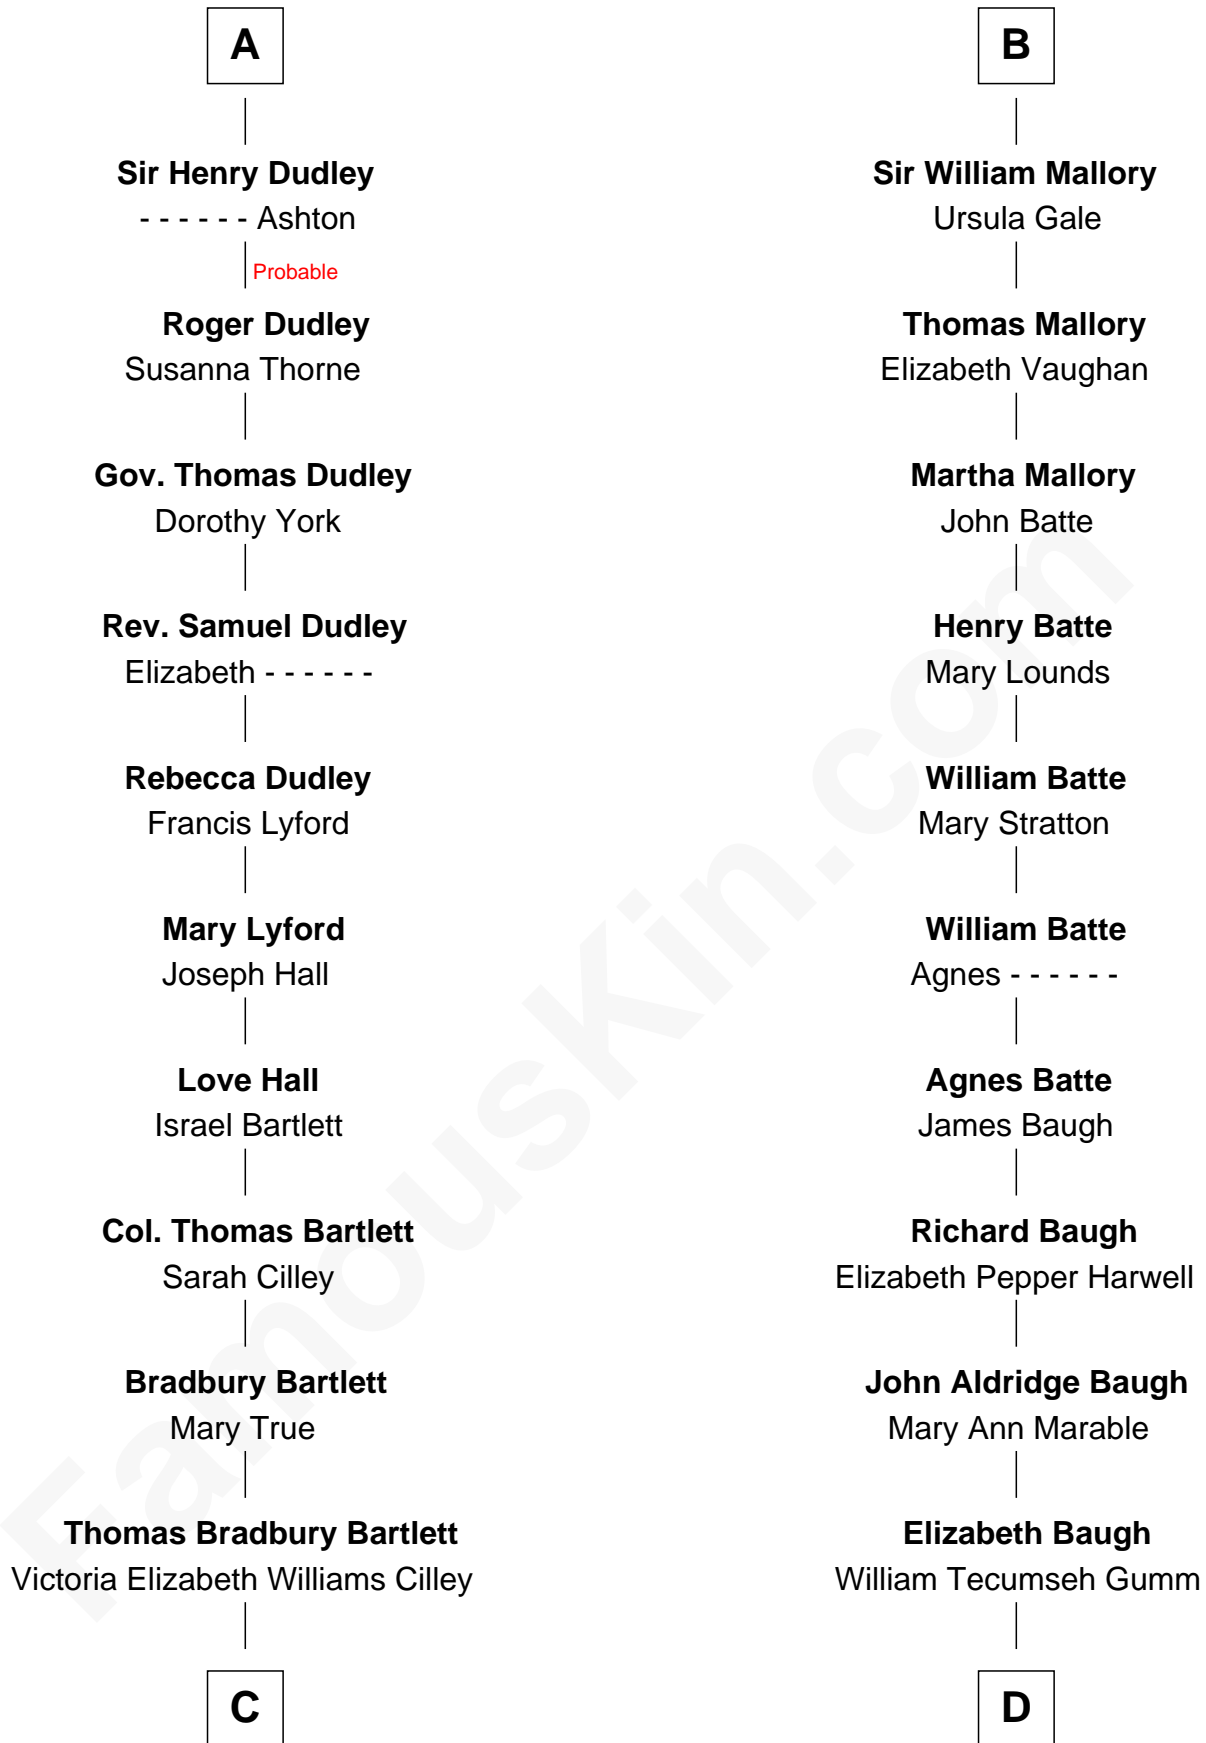 A
Sir Henry Dudley
- - - - - - Ashton
Probable
Roger Dudley
Susanna Thorne
Gov. Thomas Dudley
Dorothy York
Rev. Samuel Dudley
Elizabeth - - - - - -
Rebecca Dudley
Francis Lyford
Mary Lyford
Joseph Hall
Love Hall
Israel Bartlett
Col. Thomas Bartlett
Sarah Cilley
Bradbury Bartlett
Mary True
Thomas Bradbury Bartlett
Victoria Elizabeth Williams Cilley
C
B
Sir William Mallory
Ursula Gale
Thomas Mallory
Elizabeth Vaughan
Martha Mallory
John Batte
Henry Batte
Mary Lounds
William Batte
Mary Stratton
William Batte
Agnes - - - - - -
Agnes Batte
James Baugh
Richard Baugh
Elizabeth Pepper Harwell
John Aldridge Baugh
Mary Ann Marable
Elizabeth Baugh
William Tecumseh Gumm
D
FamousKin.com